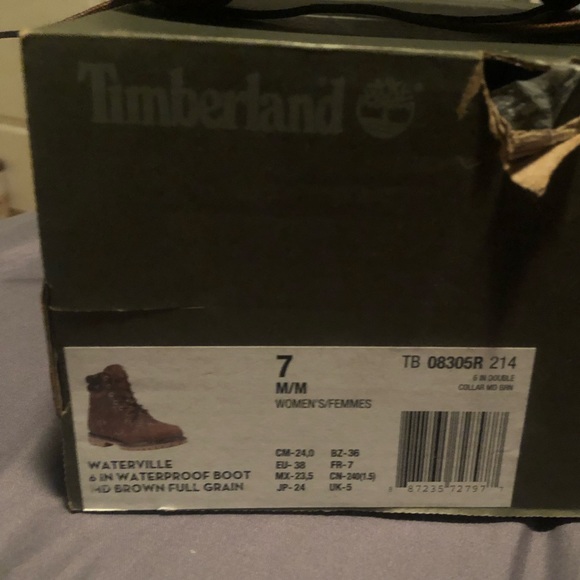 Timberland
7
M/M
WOMEN'S/FEMMES
TB 08305R 214
6 IN DOUBLE
COLLAR MD BRN
CM-24,0 BZ-36
EU-38 FR-7
MX-23,5 CN-240(1.5)
JP-24 UK-5
WATERVILLE
6 IN WATERPROOF BOOT
MD BROWN FULL GRAIN
87235 72797